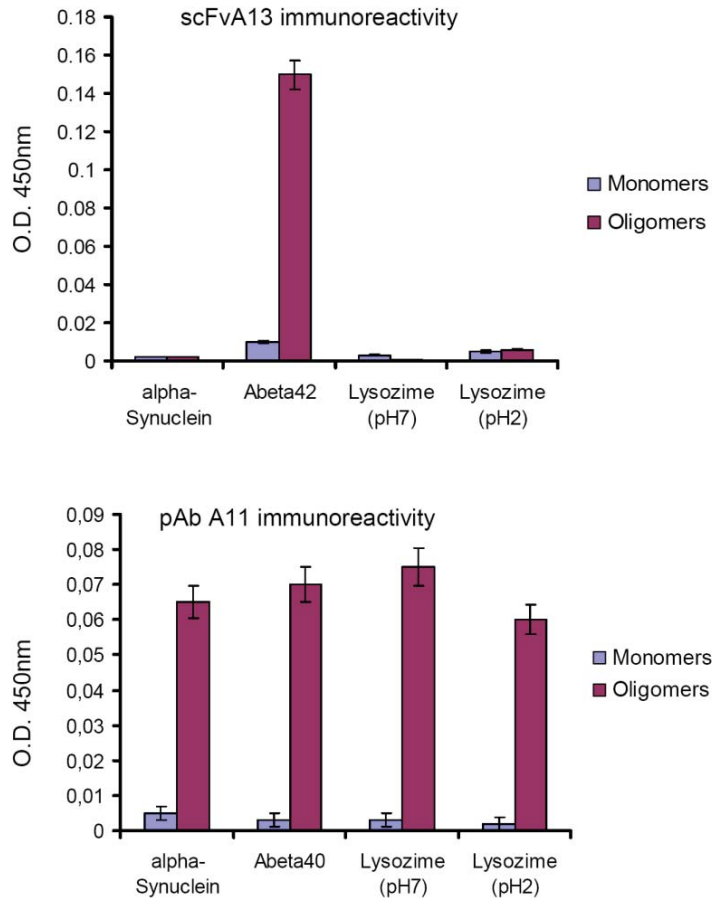 scFvA13 immunoreactivity
0.18
0.16
0.14
0.12
0.1
0.08
0.06
0.04
0.02
0
O.D. 450nm
Monomers
Oligomers
alpha- Abeta42 Lysozime Lysozime
Synuclein (pH7) (pH2)
pAb A11 immunoreactivity
0,09
0,08
0,07
0,06
0,05
0,04
0,03
0,02
0,01
0
O.D. 450nm
Monomers
Oligomers
alpha- Abeta40 Lysozime Lysozime
Synuclein (pH7) (pH2)